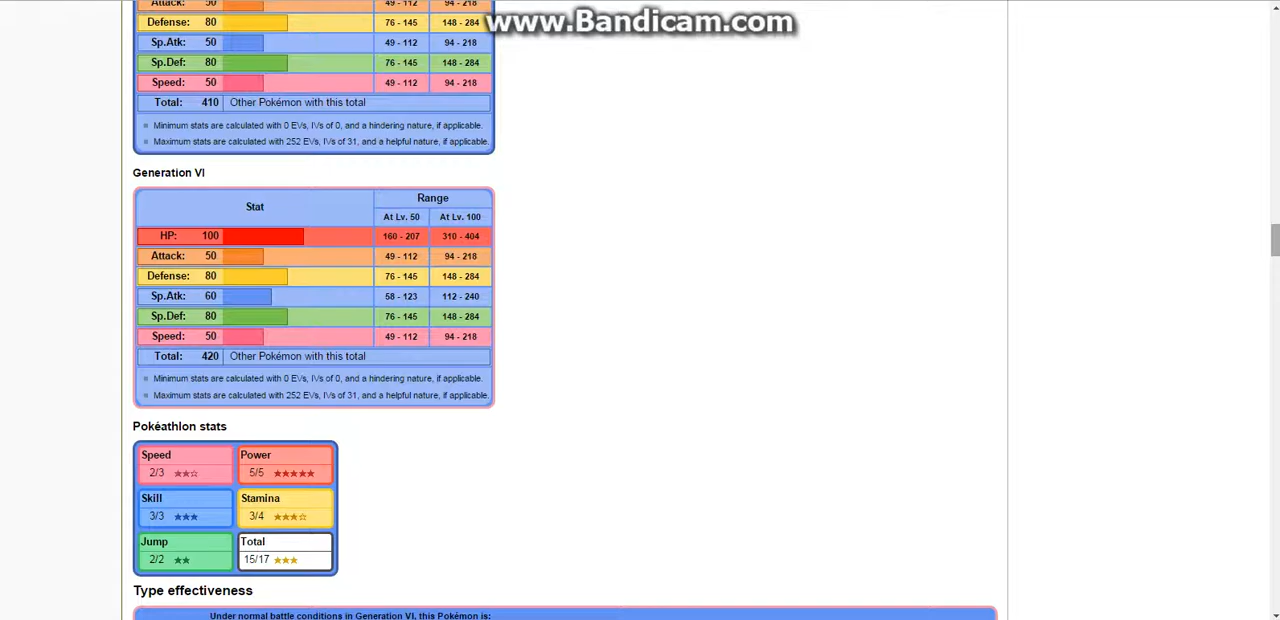 Attack: 50 49 - 112 94 - 218
www.Bandicam.com
Defense: 80 76 - 145 148 - 284
Sp.Atk: 50 49 - 112 94 - 218
Sp.Def: 80 76 - 145 148 - 284
Speed: 50 49 - 112 94 - 218
Total: 410 Other Pokémon with this total
Minimum stats are calculated with 0 EVs, IVs of 0, and a hindering nature, if applicable.
Maximum stats are calculated with 252 EVs, IVs of 31, and a helpful nature, if applicable.
Generation VI
Stat Range
At Lv. 50 At Lv. 100
HP: 100 160 - 207 310 - 404
Attack: 50 49 - 112 94 - 218
Defense: 80 76 - 145 148 - 284
Sp.Atk: 60 58 - 123 112 - 240
Sp.Def: 80 76 - 145 148 - 284
Speed: 50 49 - 112 94 - 218
Total: 420 Other Pokémon with this total
Minimum stats are calculated with 0 EVs, IVs of 0, and a hindering nature, if applicable.
Maximum stats are calculated with 252 EVs, IVs of 31, and a helpful nature, if applicable.
Pokéathlon stats
Speed Power
2/3 ★★☆ 5/5 ★★★★★
Skill Stamina
3/3 ★★★ 3/4 ★★★☆
Jump Total
2/2 ★★ 15/17 ★★★
Type effectiveness
Under normal battle conditions in Generation VI, this Pokémon is: